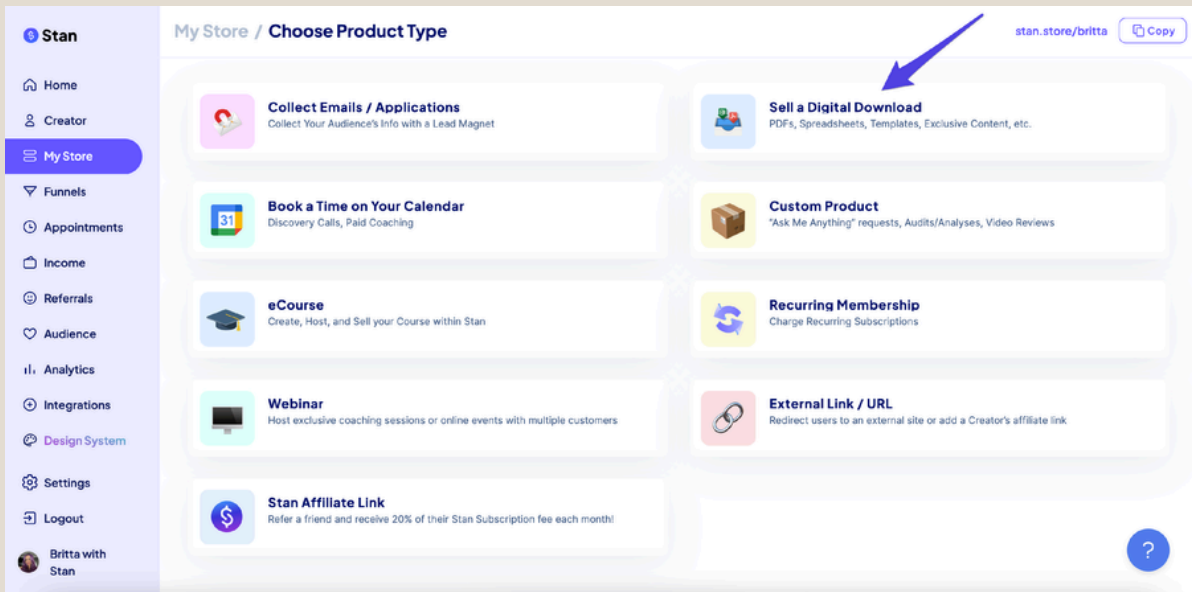 Stan
Home
Creator
My Store
Funnels
Appointments
Income
Referrals
Audience
Analytics
Integrations
Design System
Settings
Logout
Britta with
Stan
My Store / Choose Product Type
stan.store/britta
Copy
Collect Emails / Applications
Collect Your Audience's Info with a Lead Magnet
Sell a Digital Download
PDFs, Spreadsheets, Templates, Exclusive Content, etc.
31
Book a Time on Your Calendar
Discovery Calls, Paid Coaching
Custom Product
"Ask Me Anything" requests, Audits/Analyses, Video Reviews
eCourse
Create, Host, and Sell your Course within Stan
Recurring Membership
Charge Recurring Subscriptions
Webinar
Host exclusive coaching sessions or online events with multiple customers
External Link / URL
Redirect users to an external site or add a Creator's affiliate link
$
Stan Affiliate Link
Refer a friend and receive 20% of their Stan Subscription fee each month!
?